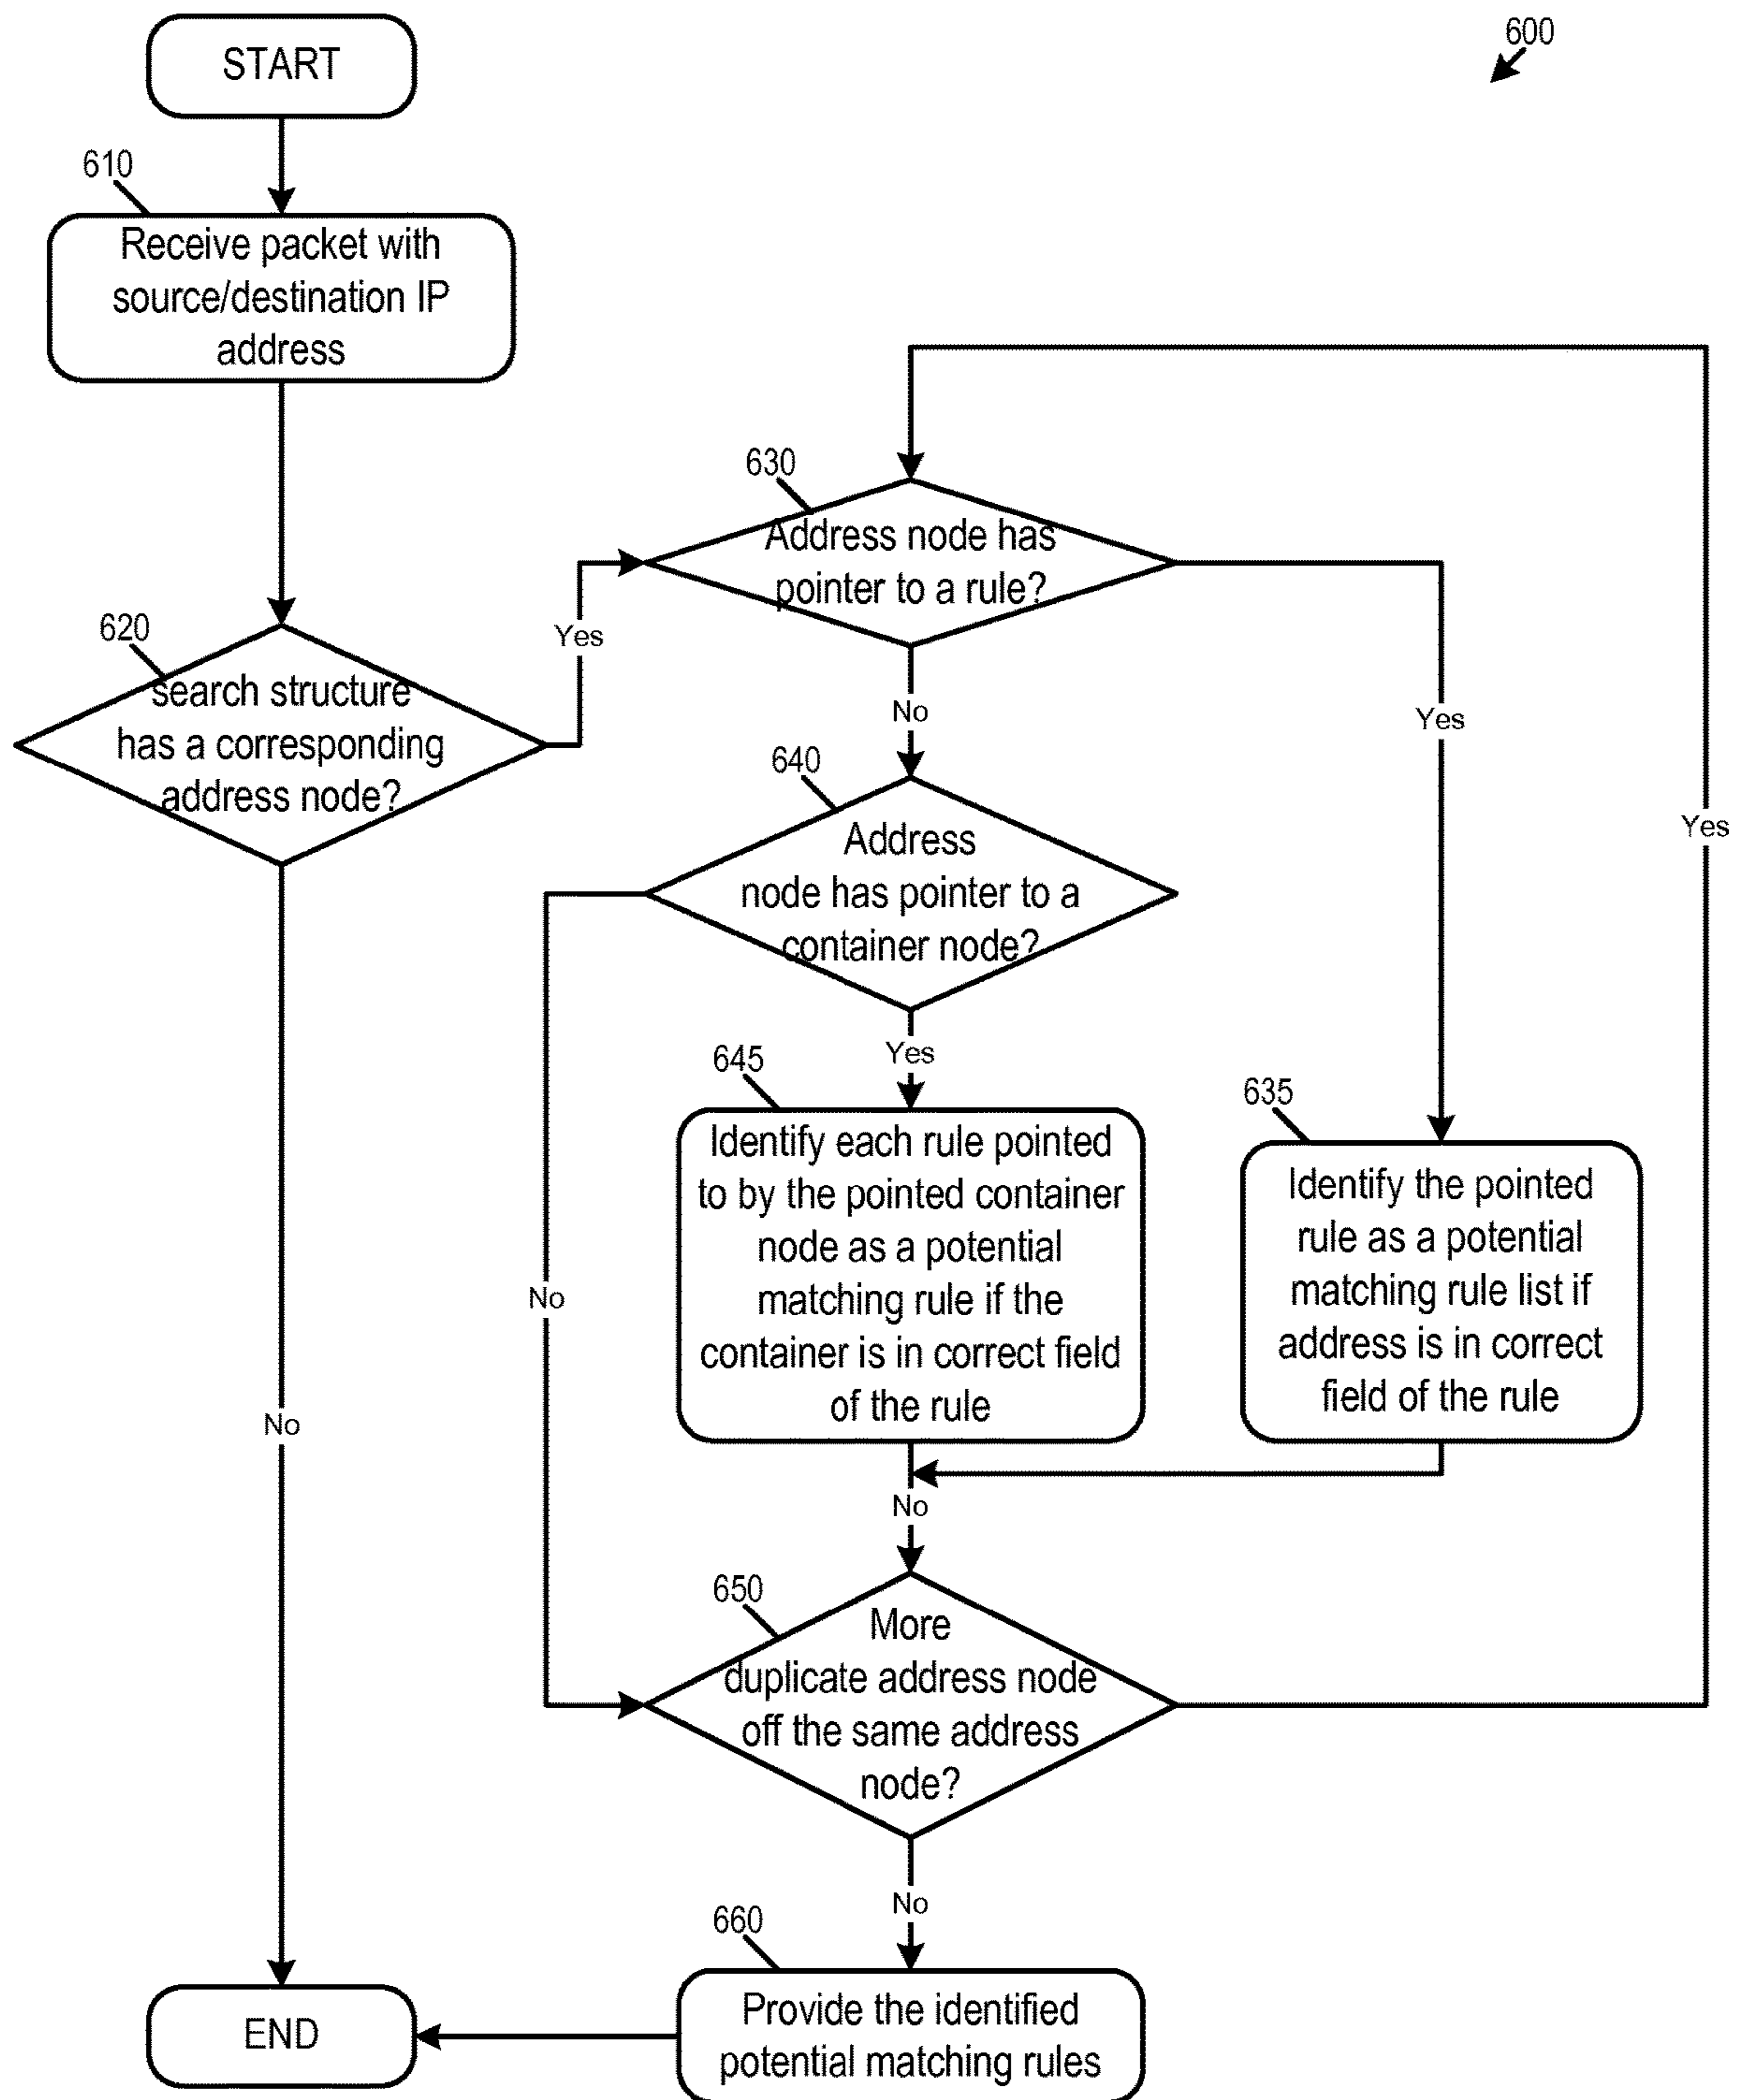 START
600
610
Receive packet with
source/destination IP
address
630
Address node has
pointer to a rule?
620
search structure
has a corresponding
address node?
Yes
No
Yes
640
Address
node has pointer to a
container node?
Yes
Yes
645
Identify each rule pointed
to by the pointed container
node as a potential
matching rule if the
container is in correct field
of the rule
635
Identify the pointed
rule as a potential
matching rule list if
address is in correct
field of the rule
No
No
No
650
More
duplicate address node
off the same address
node?
No
660
Provide the identified
potential matching rules
END